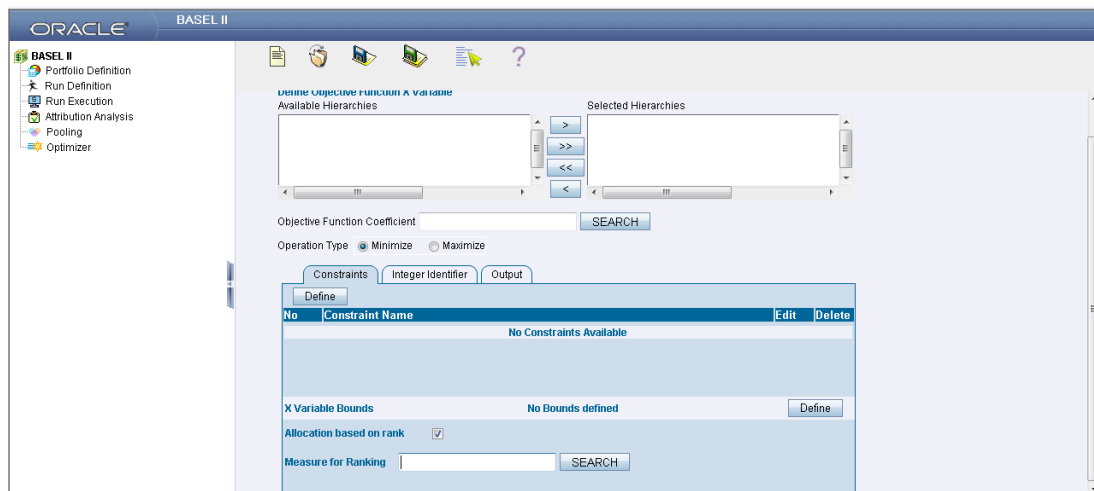 ORACLE
BASEL II
BASEL II
Portfolio Definition
Run Definition
Run Execution
Attribution Analysis
Pooling
Optimizer
?
Define Objective Function X Variable
Available Hierarchies
Selected Hierarchies
>
>>
<<
<
Objective Function Coefficient
SEARCH
Operation Type
Minimize
Maximize
Constraints
Integer Identifier
Output
Define
No
Constraint Name
Edit
Delete
No Constraints Available
X Variable Bounds
No Bounds defined
Define
Allocation based on rank
Measure for Ranking
SEARCH